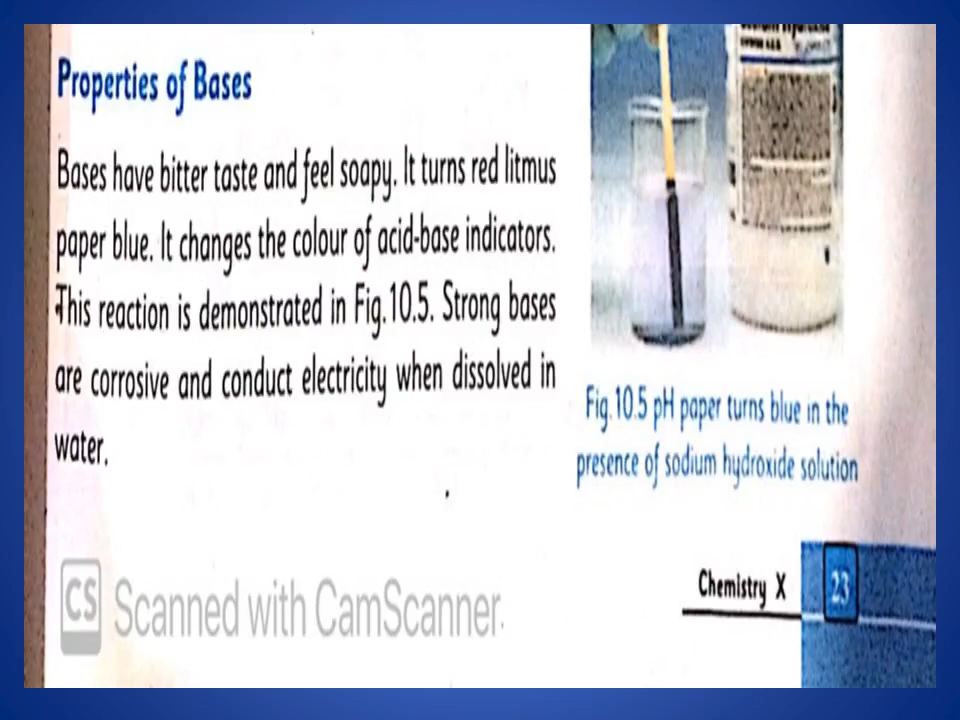 Properties of Bases
Bases have bitter taste and feel soapy. It turns red litmus
paper blue. It changes the colour of acid-base indicators.
This reaction is demonstrated in Fig.10.5. Strong bases
are corrosive and conduct electricity when dissolved in
water.
Fig.10.5 pH paper turns blue in the
presence of sodium hydroxide solution
Chemistry X 23
CS Scanned with CamScanner